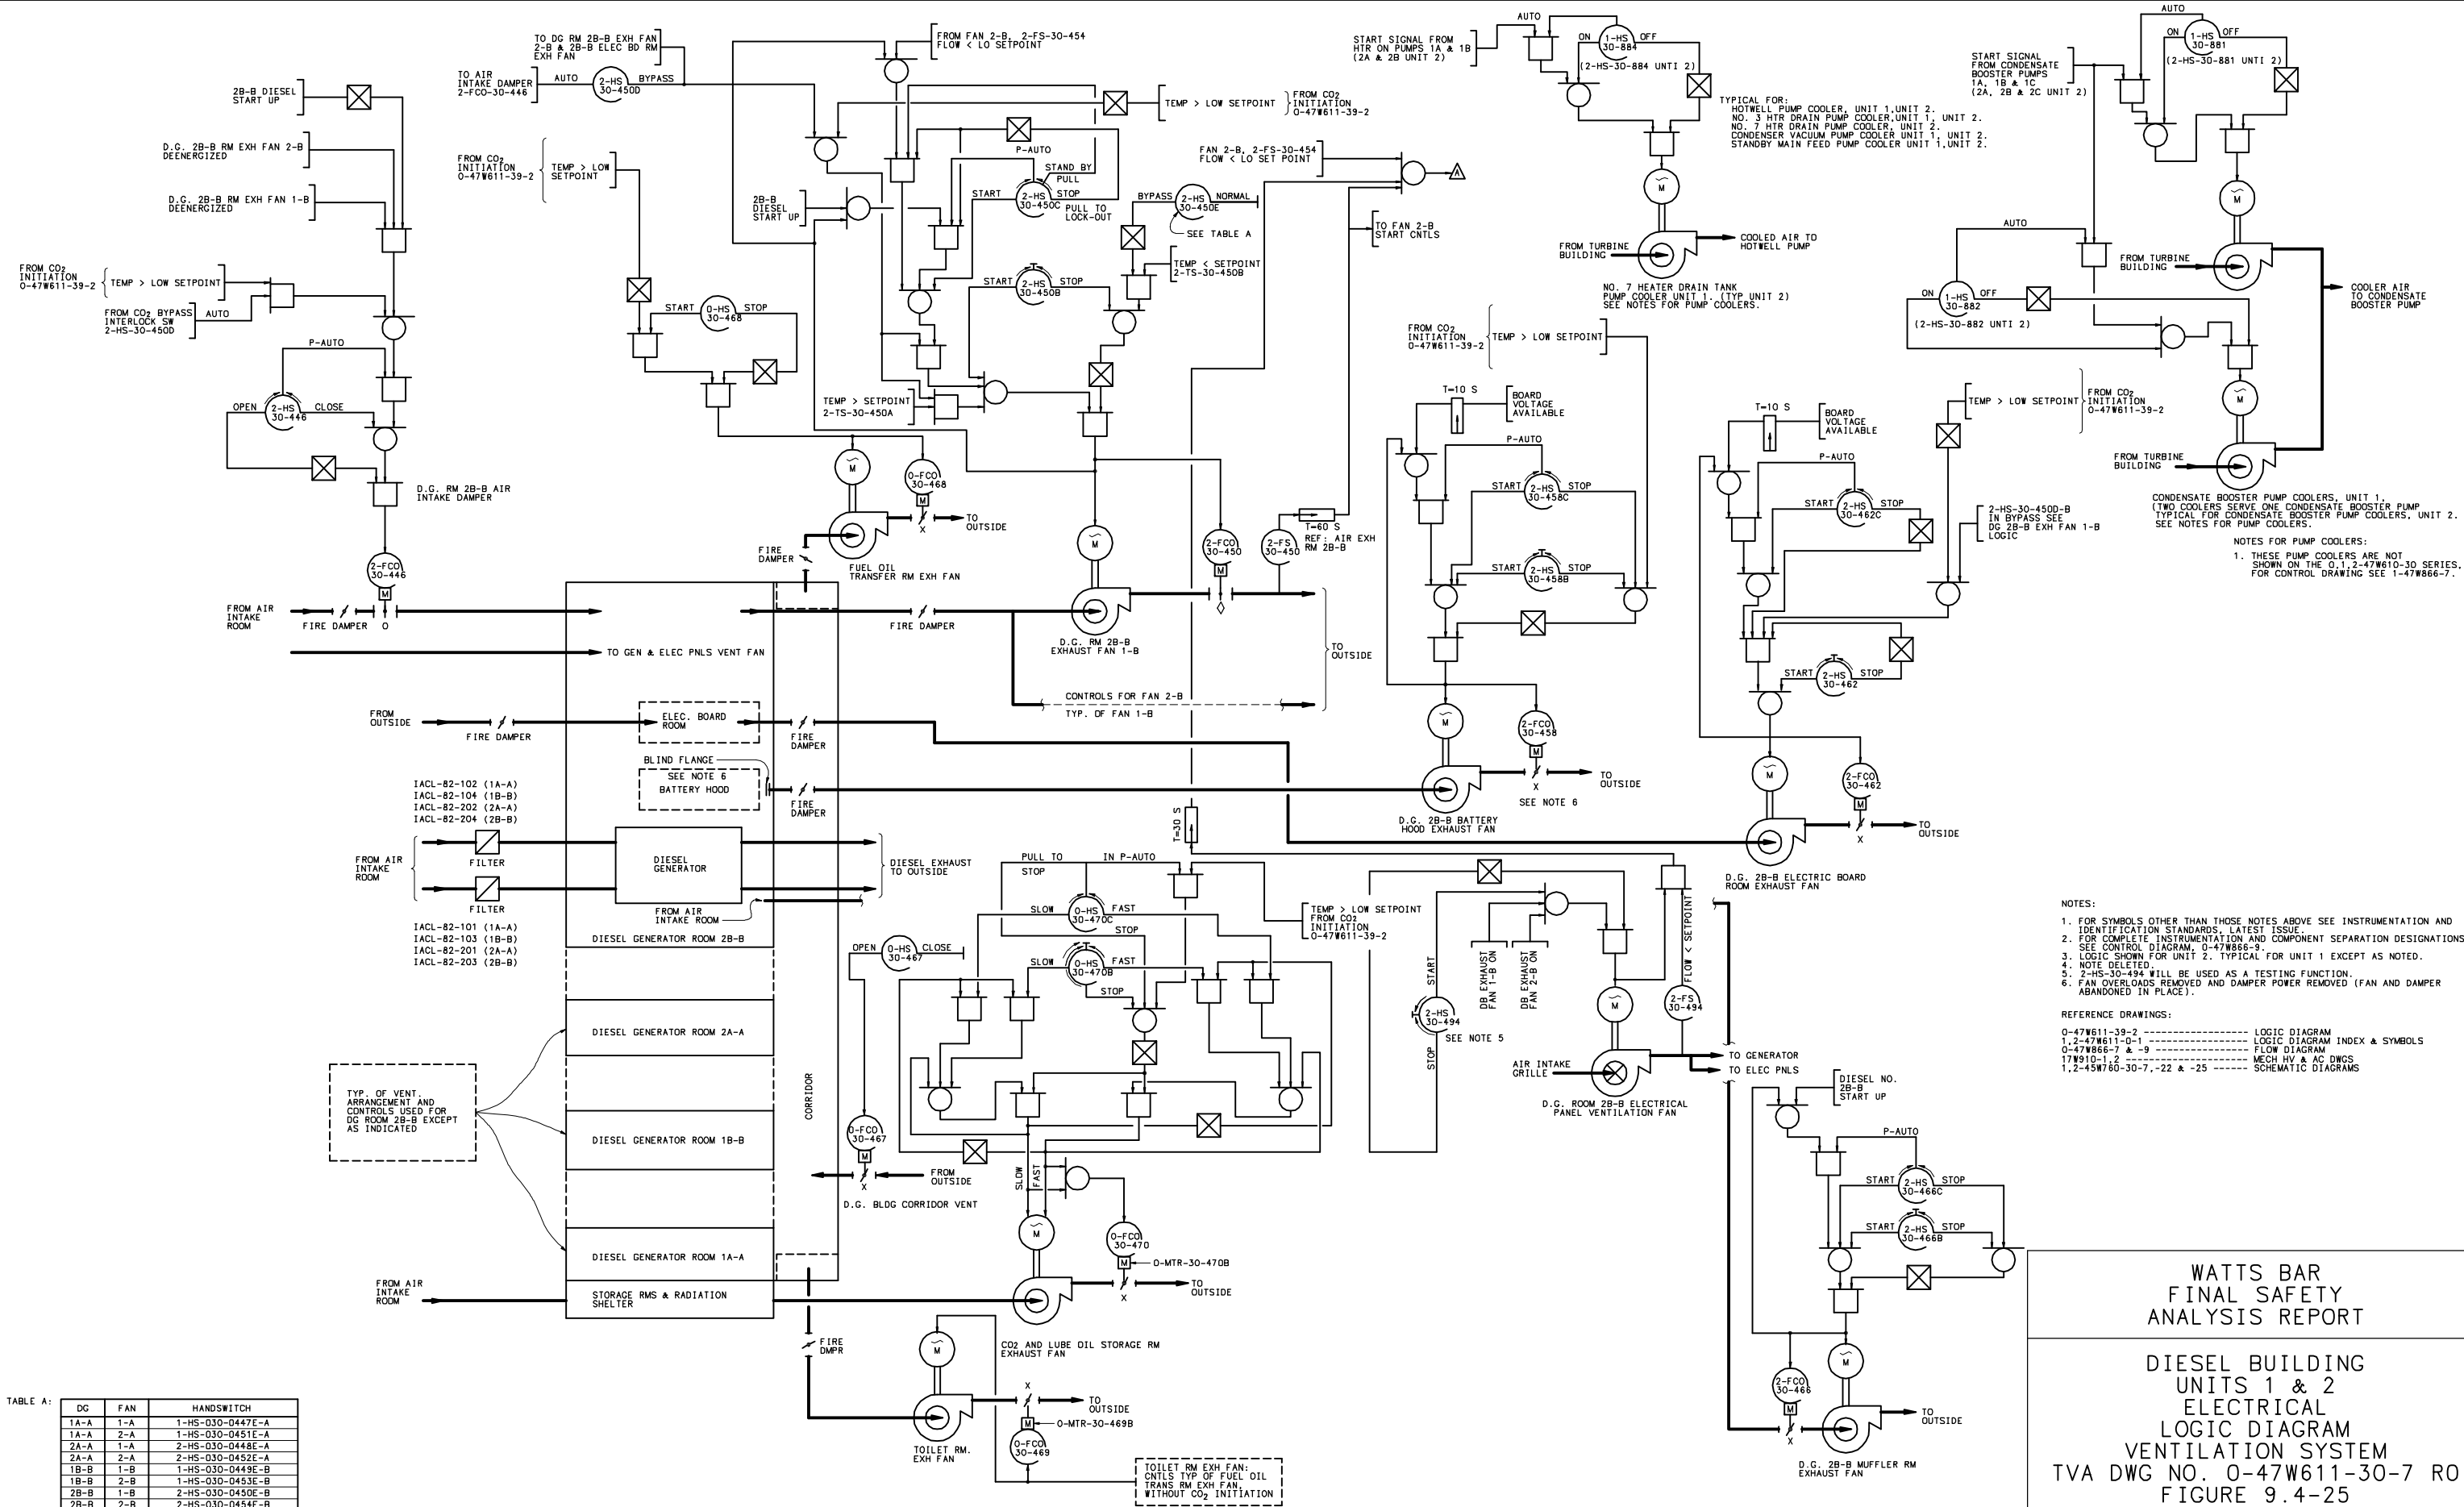 TO DG RM 2B-B EXH FAN
2-B & 2B-B ELEC BD RM
EXH FAN
TO AIR
INTAKE DAMPER
2-FCO-30-446
AUTO
2-HS
30-450D
BYPASS
FROM FAN 2-B, 2-FS-30-454
FLOW < LO SETPOINT
2B-B DIESEL
START UP
D.G. 2B-B RM EXH FAN 2-B
DEENERGIZED
D.G. 2B-B RM EXH FAN 1-B
DEENERGIZED
FROM CO2
INITIATION
0-47W611-39-2
TEMP > LOW SETPOINT
FROM CO2 BYPASS
INTERLOCK SW
2-HS-30-450D
AUTO
P-AUTO
OPEN
2-HS
30-446
CLOSE
D.G. RM 2B-B AIR
INTAKE DAMPER
2-FCO
30-446
M
FROM AIR
INTAKE
ROOM
FIRE DAMPER
O
FROM CO2
INITIATION
0-47W611-39-2
TEMP > LOW
SETPOINT
START
0-HS
30-468
STOP
M
0-FCO
30-468
M
X
TO
OUTSIDE
FIRE
DAMPER
FUEL OIL
TRANSFER RM EXH FAN
TEMP > LOW SETPOINT
FROM CO2
INITIATION
0-47W611-39-2
P-AUTO
STAND BY
PULL
START
2-HS
30-450C
STOP
PULL TO
LOCK-OUT
2B-B
DIESEL
START UP
START
2-HS
30-450B
STOP
TEMP > SETPOINT
2-TS-30-450A
BYPASS
2-HS
30-450E
NORMAL
SEE TABLE A
TEMP < SETPOINT
2-TS-30-450B
FAN 2-B, 2-FS-30-454
FLOW < LO SET POINT
A
TO FAN 2-B
START CNTLS
M
2-FCO
30-450
M
2-FS
30-450
T=60 S
REF: AIR EXH
RM 2B-B
D.G. RM 2B-B
EXHAUST FAN 1-B
FIRE DAMPER
TO
OUTSIDE
CONTROLS FOR FAN 2-B
TYP. OF FAN 1-B
START SIGNAL FROM
HTR ON PUMPS 1A & 1B
(2A & 2B UNIT 2)
AUTO
ON
1-HS
30-884
OFF
(2-HS-30-884 UNTI 2)
TYPICAL FOR:
HOTWELL PUMP COOLER, UNIT 1,UNIT 2.
NO. 3 HTR DRAIN PUMP COOLER,UNIT 1, UNIT 2.
NO. 7 HTR DRAIN PUMP COOLER, UNIT 2.
CONDENSER VACUUM PUMP COOLER UNIT 1, UNIT 2.
STANDBY MAIN FEED PUMP COOLER UNIT 1,UNIT 2.
M
FROM TURBINE
BUILDING
COOLED AIR TO
HOTWELL PUMP
NO. 7 HEATER DRAIN TANK
PUMP COOLER UNIT 1. (TYP UNIT 2)
SEE NOTES FOR PUMP COOLERS.
START SIGNAL
FROM CONDENSATE
BOOSTER PUMPS
1A, 1B & 1C
(2A, 2B & 2C UNIT 2)
AUTO
ON
1-HS
30-881
OFF
(2-HS-30-881 UNTI 2)
M
AUTO
FROM TURBINE
BUILDING
ON
1-HS
30-882
OFF
(2-HS-30-882 UNTI 2)
COOLER AIR
TO CONDENSATE
BOOSTER PUMP
M
FROM TURBINE
BUILDING
CONDENSATE BOOSTER PUMP COOLERS, UNIT 1,
(TWO COOLERS SERVE ONE CONDENSATE BOOSTER PUMP
TYPICAL FOR CONDENSATE BOOSTER PUMP COOLERS, UNIT 2.
SEE NOTES FOR PUMP COOLERS.
NOTES FOR PUMP COOLERS:
1. THESE PUMP COOLERS ARE NOT
SHOWN ON THE 0,1,2-47W610-30 SERIES,
FOR CONTROL DRAWING SEE 1-47W866-7.
FROM CO2
INITIATION
0-47W611-39-2
TEMP > LOW SETPOINT
T=10 S
BOARD
VOLTAGE
AVAILABLE
P-AUTO
START
2-HS
30-458C
STOP
START
2-HS
30-458B
STOP
M
2-FCO
30-458
M
X
TO
OUTSIDE
SEE NOTE 6
D.G. 2B-B BATTERY
HOOD EXHAUST FAN
T=10 S
BOARD
VOLTAGE
AVAILABLE
P-AUTO
START
2-HS
30-462C
STOP
TEMP > LOW SETPOINT
FROM CO2
INITIATION
0-47W611-39-2
2-HS-30-450D-B
IN BYPASS SEE
DG 2B-B EXH FAN 1-B
LOGIC
START
2-HS
30-462
STOP
M
2-FCO
30-462
M
X
TO
OUTSIDE
D.G. 2B-B ELECTRIC BOARD
ROOM EXHAUST FAN
TO GEN & ELEC PNLS VENT FAN
FROM
OUTSIDE
FIRE DAMPER
ELEC. BOARD
ROOM
FIRE
DAMPER
BLIND FLANGE
SEE NOTE 6
BATTERY HOOD
FIRE
DAMPER
IACL-82-102 (1A-A)
IACL-82-104 (1B-B)
IACL-82-202 (2A-A)
IACL-82-204 (2B-B)
FROM AIR
INTAKE
ROOM
FILTER
FILTER
DIESEL
GENERATOR
DIESEL EXHAUST
TO OUTSIDE
FROM AIR
INTAKE ROOM
IACL-82-101 (1A-A)
IACL-82-103 (1B-B)
IACL-82-201 (2A-A)
IACL-82-203 (2B-B)
DIESEL GENERATOR ROOM 2B-B
DIESEL GENERATOR ROOM 2A-A
DIESEL GENERATOR ROOM 1B-B
DIESEL GENERATOR ROOM 1A-A
STORAGE RMS & RADIATION
SHELTER
TYP. OF VENT.
ARRANGEMENT AND
CONTROLS USED FOR
DG ROOM 2B-B EXCEPT
AS INDICATED
CORRIDOR
FROM AIR
INTAKE
ROOM
OPEN
0-HS
30-467
CLOSE
0-FCO
30-467
M
X
FROM
OUTSIDE
D.G. BLDG CORRIDOR VENT
PULL TO
STOP
IN P-AUTO
SLOW
0-HS
30-470C
FAST
STOP
SLOW
0-HS
30-470B
FAST
STOP
TEMP > LOW SETPOINT
FROM CO2
INITIATION
0-47W611-39-2
SLOW
FAST
M
0-FCO
30-470
M
0-MTR-30-470B
X
TO
OUTSIDE
CO2 AND LUBE OIL STORAGE RM
EXHAUST FAN
FIRE
DMPR
M
TOILET RM.
EXH FAN
X
TO
OUTSIDE
M
0-MTR-30-469B
0-FCO
30-469
TOILET RM EXH FAN:
CNTLS TYP OF FUEL OIL
TRANS RM EXH FAN,
WITHOUT CO2 INITIATION
T=30 S
START
2-HS
30-494
STOP
SEE NOTE 5
DB EXHAUST
FAN 1-B ON
DB EXHAUST
FAN 2-B ON
FLOW < SETPOINT
M
2-FS
30-494
AIR INTAKE
GRILLE
TO GENERATOR
TO ELEC PNLS
D.G. ROOM 2B-B ELECTRICAL
PANEL VENTILATION FAN
DIESEL NO.
2B-B
START UP
P-AUTO
START
2-HS
30-466C
STOP
START
2-HS
30-466B
STOP
M
2-FCO
30-466
M
X
TO
OUTSIDE
D.G. 2B-B MUFFLER RM
EXHAUST FAN
NOTES:
1. FOR SYMBOLS OTHER THAN THOSE NOTES ABOVE SEE INSTRUMENTATION AND
IDENTIFICATION STANDARDS, LATEST ISSUE.
2. FOR COMPLETE INSTRUMENTATION AND COMPONENT SEPARATION DESIGNATIONS
SEE CONTROL DIAGRAM, 0-47W866-9.
3. LOGIC SHOWN FOR UNIT 2. TYPICAL FOR UNIT 1 EXCEPT AS NOTED.
4. NOTE DELETED.
5. 2-HS-30-494 WILL BE USED AS A TESTING FUNCTION.
6. FAN OVERLOADS REMOVED AND DAMPER POWER REMOVED (FAN AND DAMPER
ABANDONED IN PLACE).
REFERENCE DRAWINGS:
0-47W611-39-2 ------------------ LOGIC DIAGRAM
1,2-47W611-0-1 ------------------ LOGIC DIAGRAM INDEX & SYMBOLS
0-47W866-7 & -9 ---------------- FLOW DIAGRAM
17W910-1,2 --------------------- MECH HV & AC DWGS
1,2-45W760-30-7,-22 & -25 ------ SCHEMATIC DIAGRAMS
TABLE A:
DG FAN HANDSWITCH
1A-A 1-A 1-HS-030-0447E-A
1A-A 2-A 1-HS-030-0451E-A
2A-A 1-A 2-HS-030-0448E-A
2A-A 2-A 2-HS-030-0452E-A
1B-B 1-B 1-HS-030-0449E-B
1B-B 2-B 1-HS-030-0453E-B
2B-B 1-B 2-HS-030-0450E-B
2B-B 2-B 2-HS-030-0454E-B
WATTS BAR
FINAL SAFETY
ANALYSIS REPORT
DIESEL BUILDING
UNITS 1 & 2
ELECTRICAL
LOGIC DIAGRAM
VENTILATION SYSTEM
TVA DWG NO. 0-47W611-30-7 R0
FIGURE 9.4-25